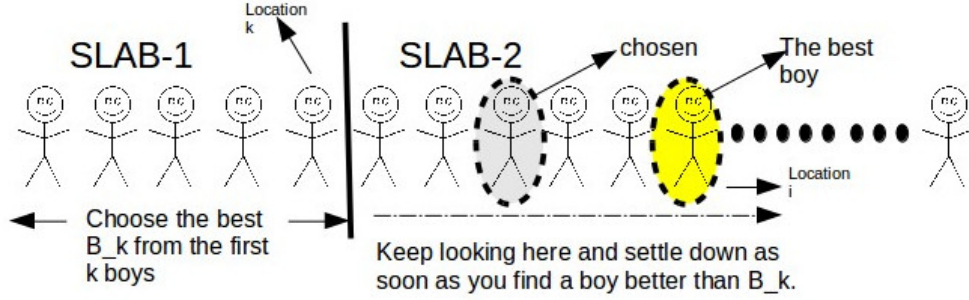 Location
k
SLAB-1
SLAB-2
chosen
The best
boy
Location
i
Choose the best
B_k from the first
k boys
Keep looking here and settle down as
soon as you find a boy better than B_k.